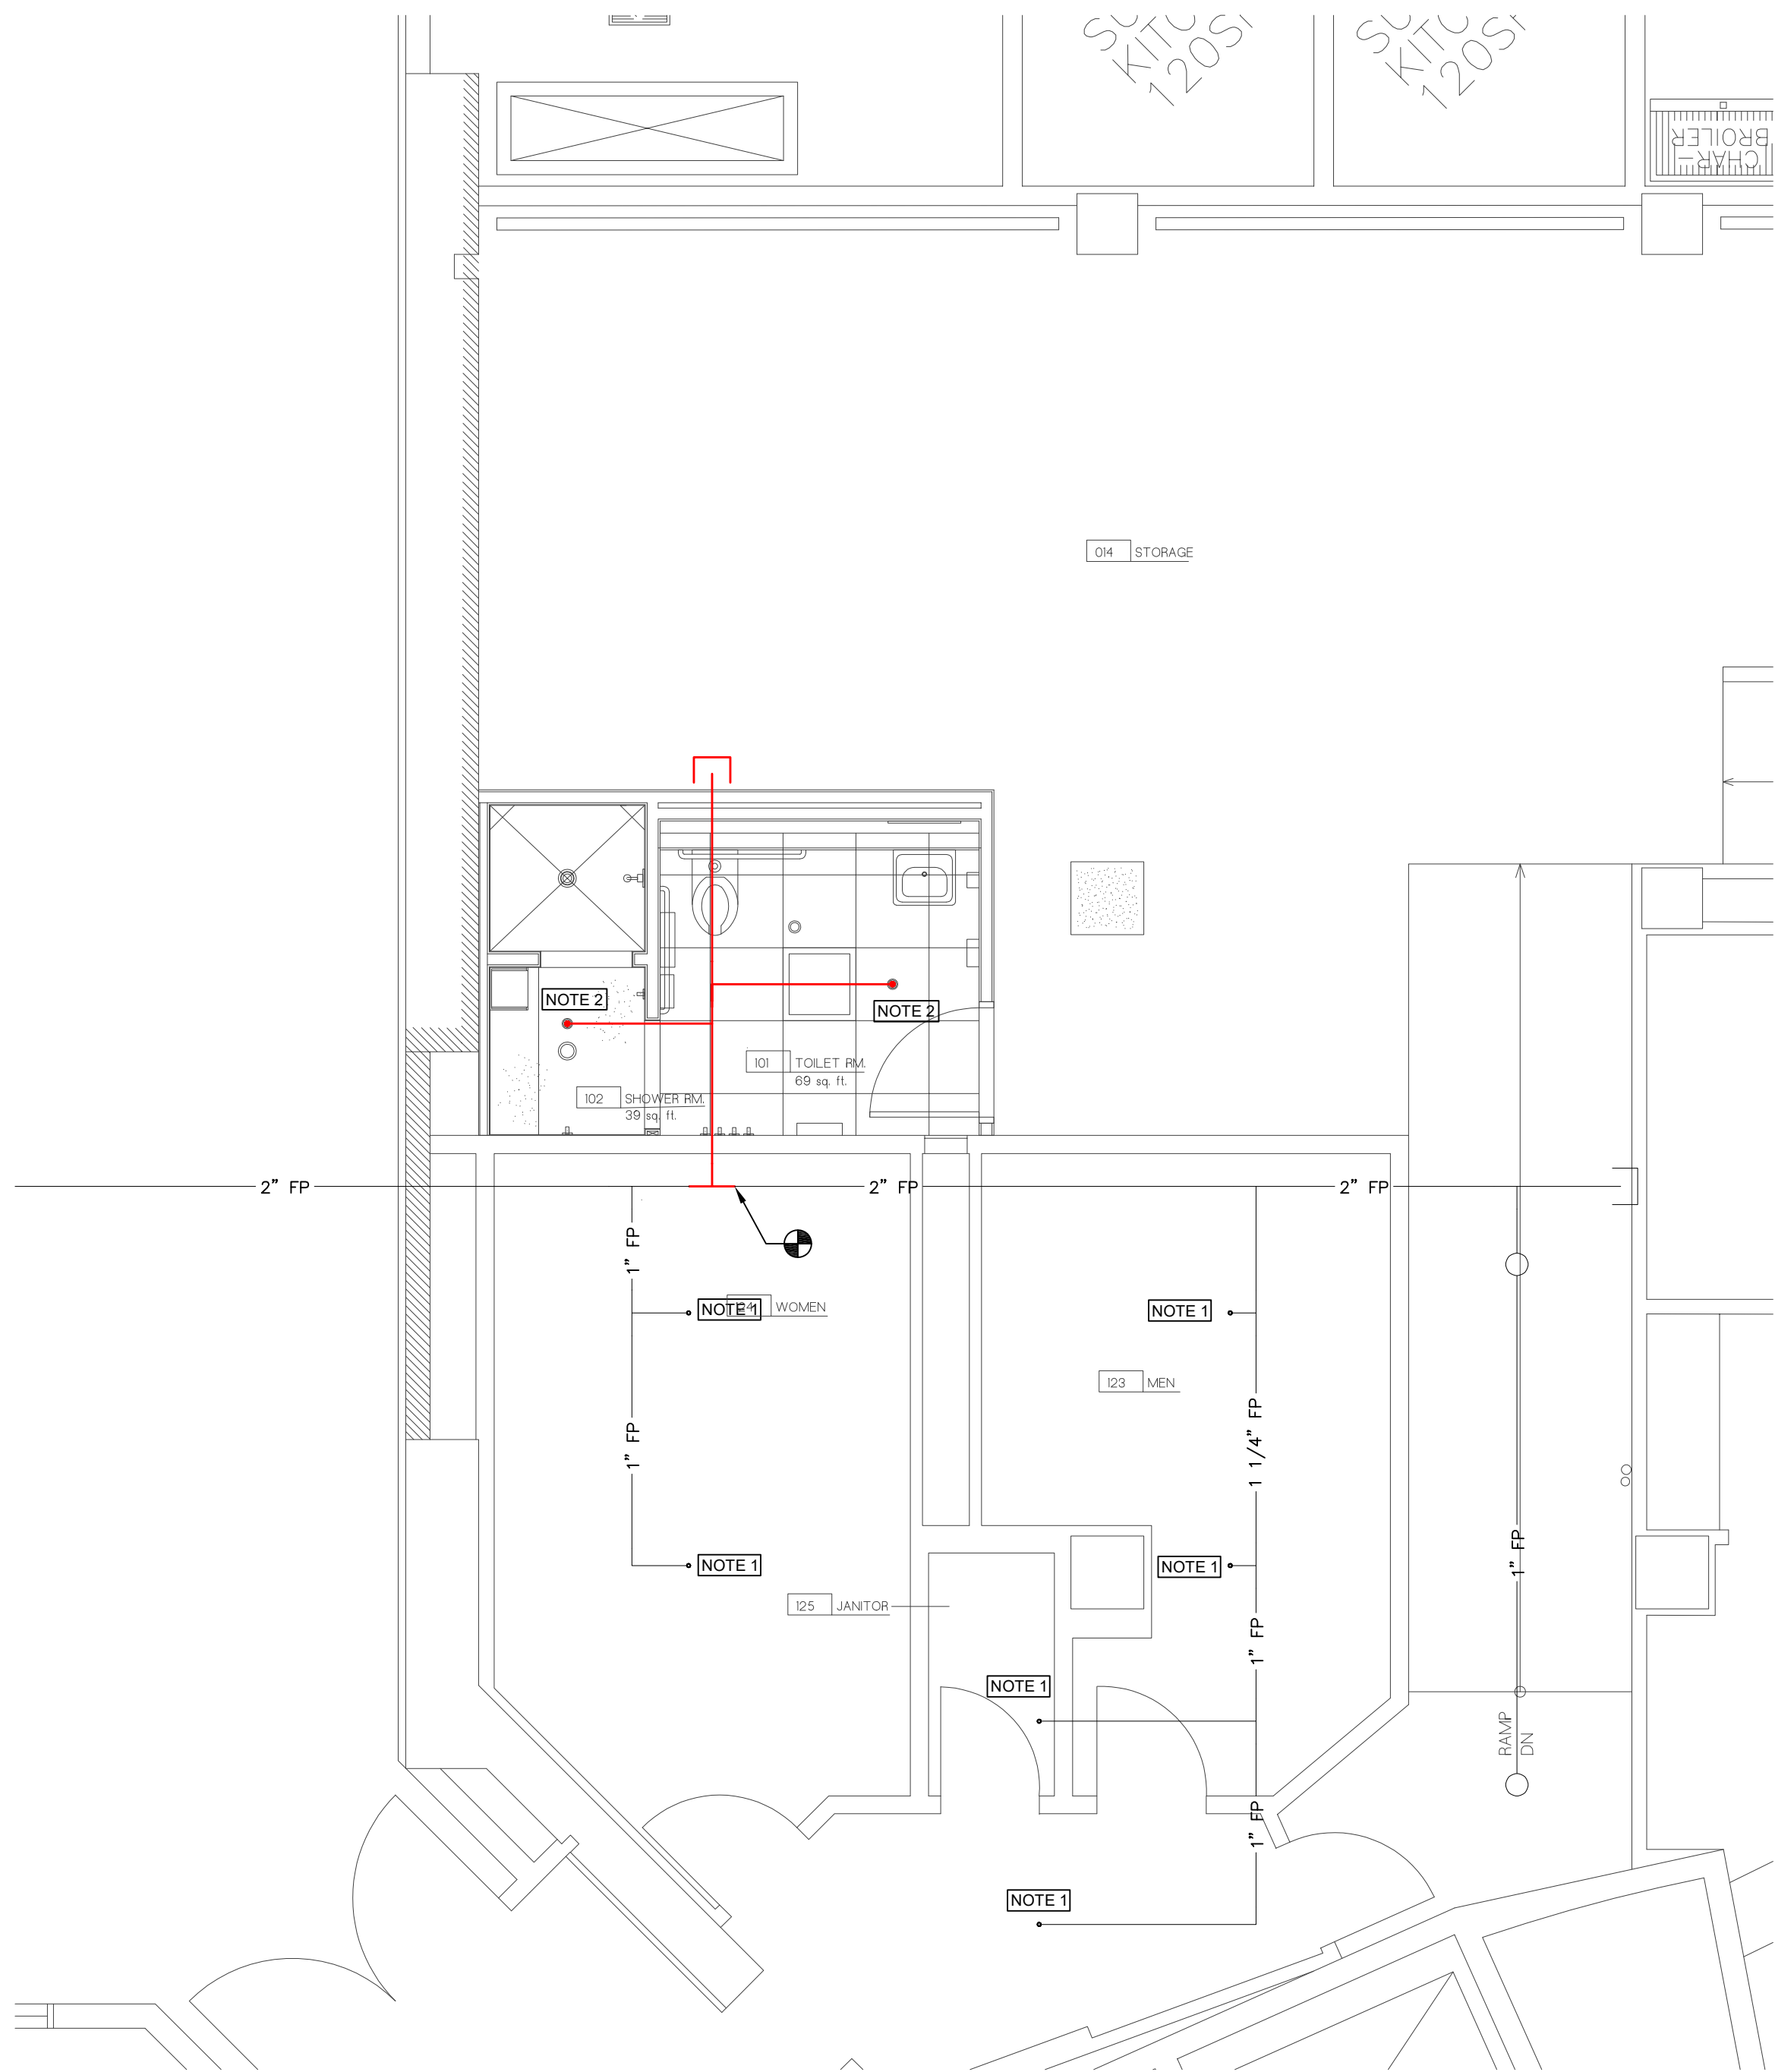 120SF
120SF
BROILER
CHAR–
014 STORAGE
NOTE 2
NOTE 2
101 TOILET RM.
69 sq. ft.
102 SHOWER RM.
39 sq. ft.
2” FP
2” FP
2” FP
1” FP
NOTE 1
124 WOMEN
NOTE 1
123 MEN
1 1/4” FP
1” FP
1” FP
NOTE 1
NOTE 1
125 JANITOR
1” FP
NOTE 1
RAMP
DN
1” FP
NOTE 1